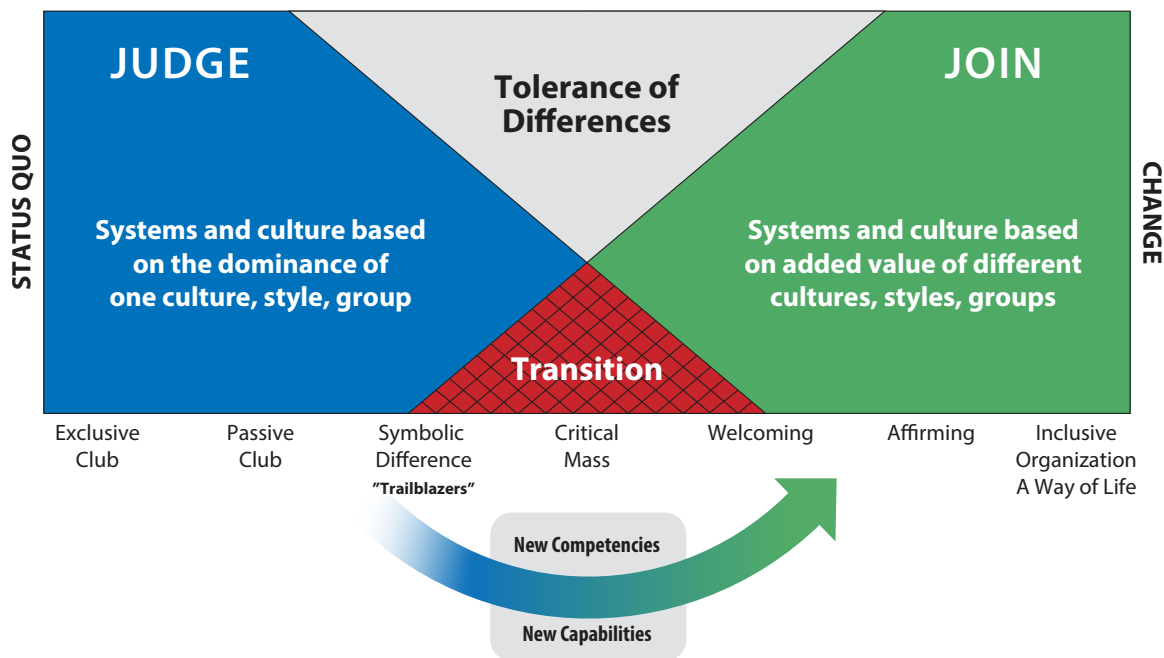 JUDGE
Tolerance of
Differences
JOIN
STATUS QUO
CHANGE
Systems and culture based
on the dominance of
one culture, style, group
Systems and culture based
on added value of different
cultures, styles, groups
Transition
Exclusive
Club
Passive
Club
Symbolic
Difference
”Trailblazers”
Critical
Mass
Welcoming
Affirming
Inclusive
Organization
A Way of Life
New Competencies
New Capabilities